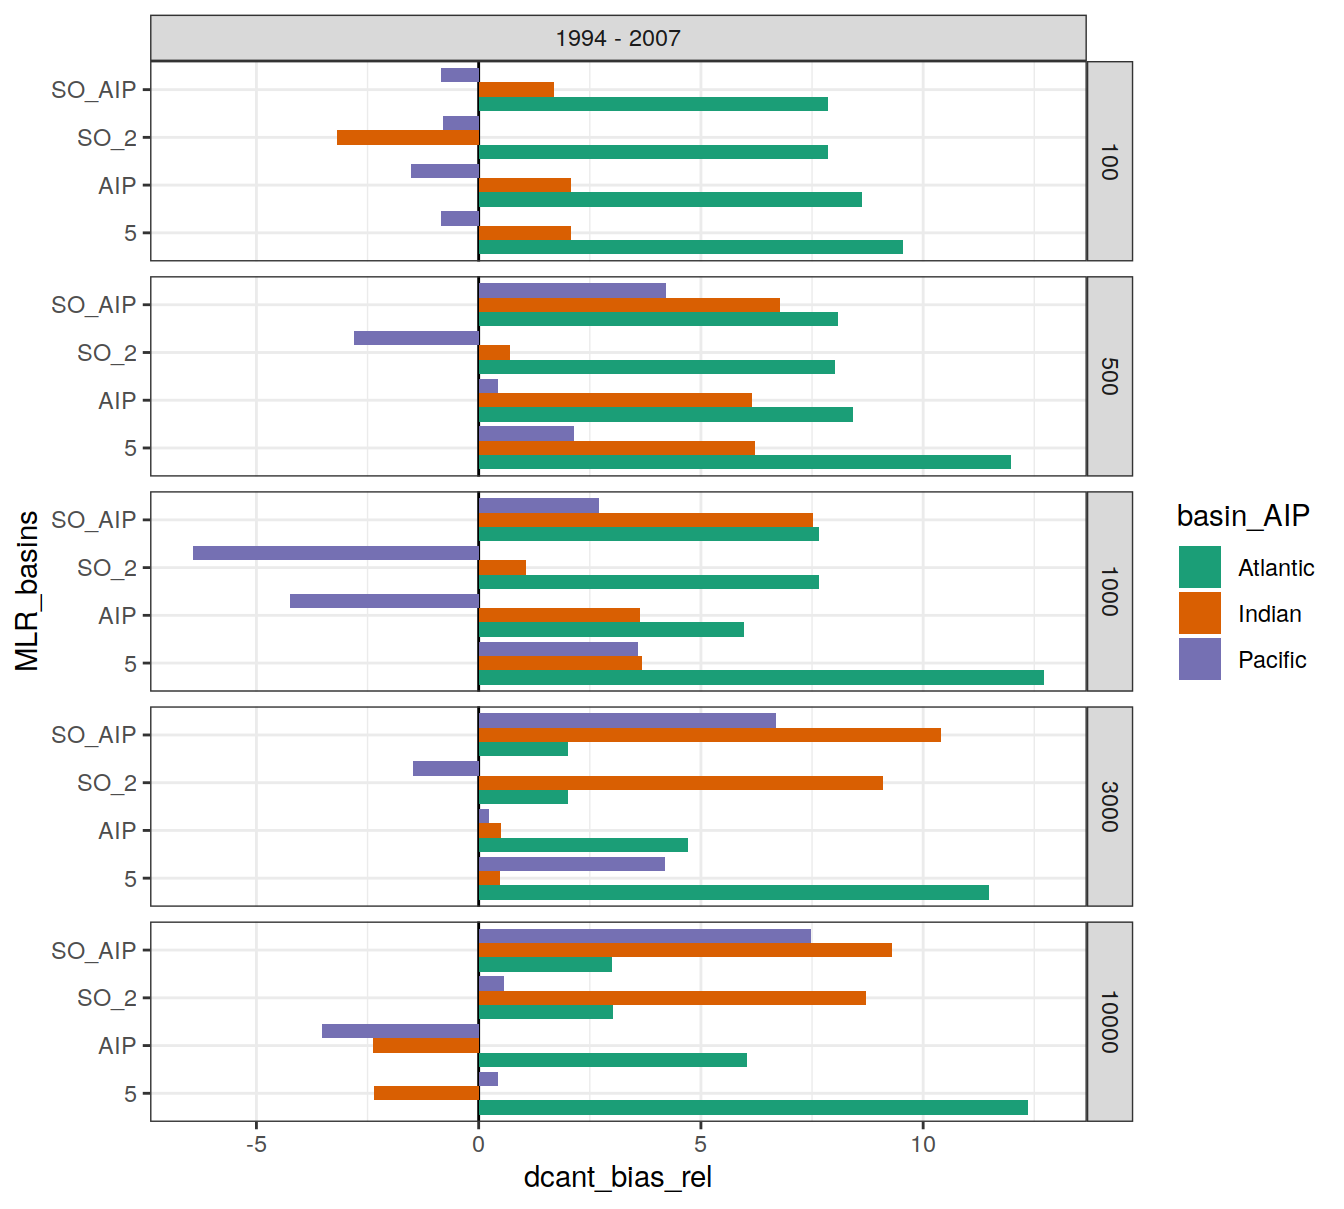 1994 - 2007
SO_AIP
SO_2
AIP
5
100
SO_AIP
SO_2
AIP
5
500
SO_AIP
SO_2
AIP
5
1000
SO_AIP
SO_2
AIP
5
3000
SO_AIP
SO_2
AIP
5
10000
-5 0 5 10
dcant_bias_rel
MLR_basins
basin_AIP
Atlantic
Indian
Pacific